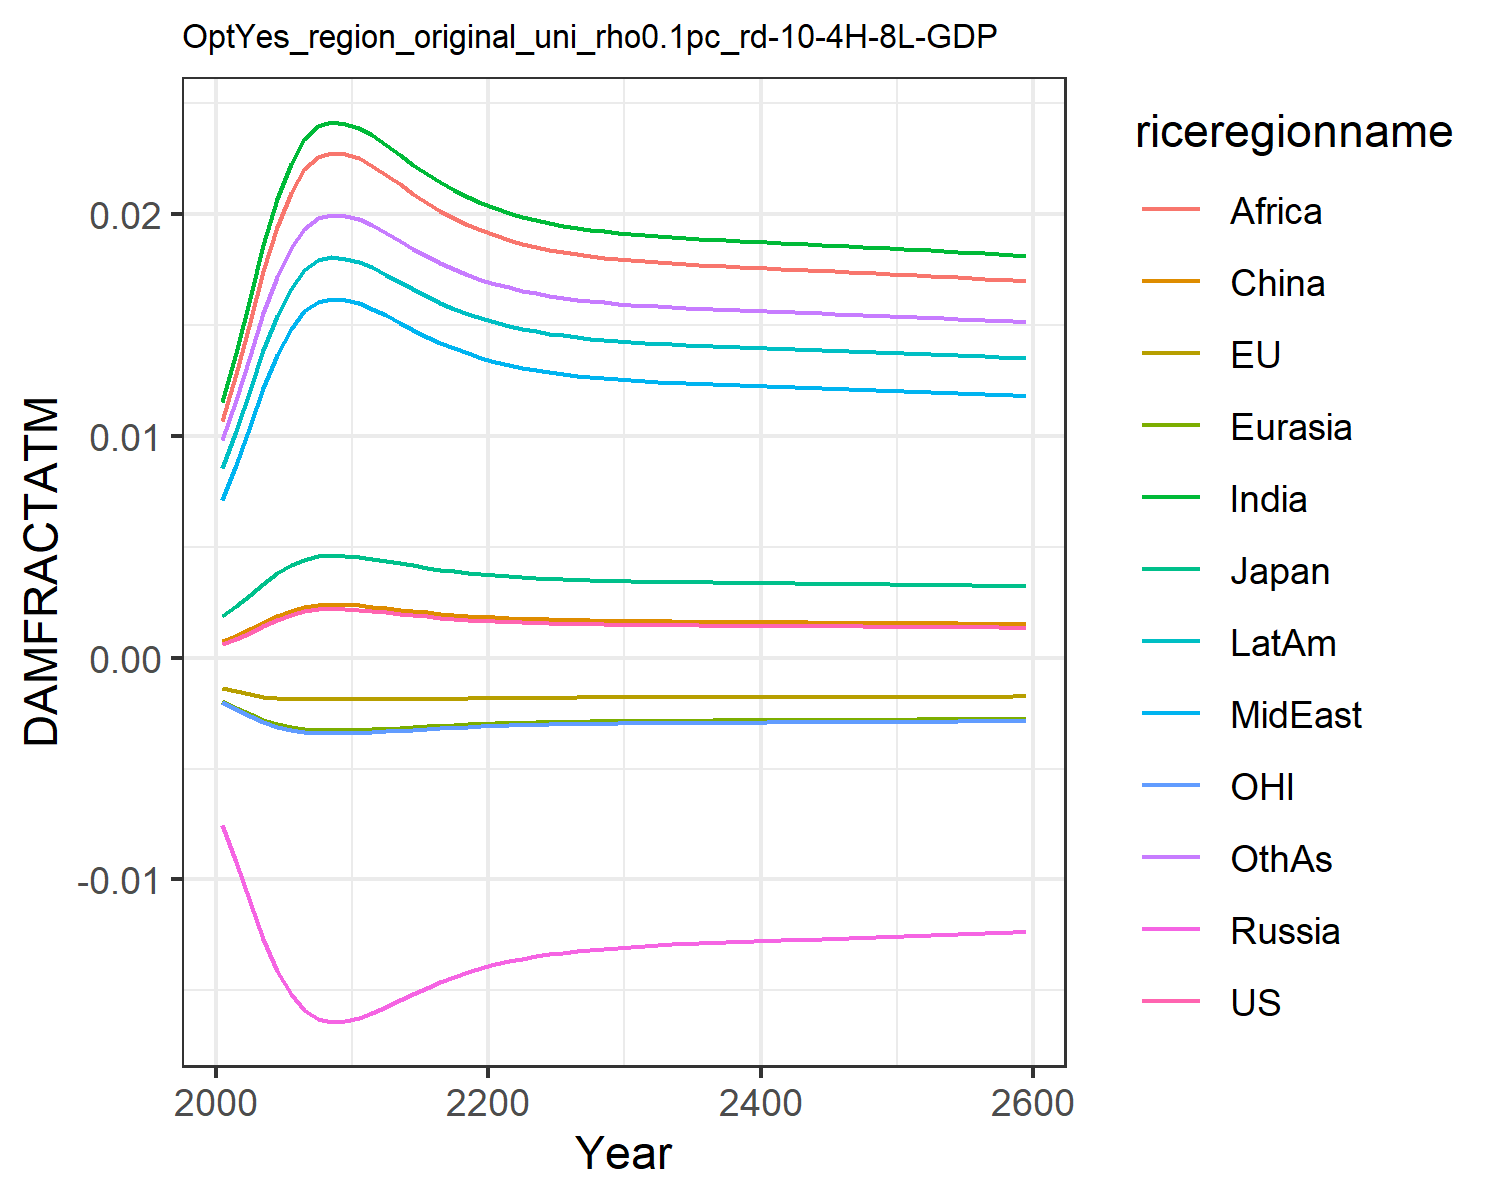 OptYes_region_original_uni_rho0.1pc_rd-10-4H-8L-GDP
DAMFRACTATM
0.02
0.01
0.00
-0.01
2000 2200 2400 2600
Year
riceregionname
Africa
China
EU
Eurasia
India
Japan
LatAm
MidEast
OHI
OthAs
Russia
US